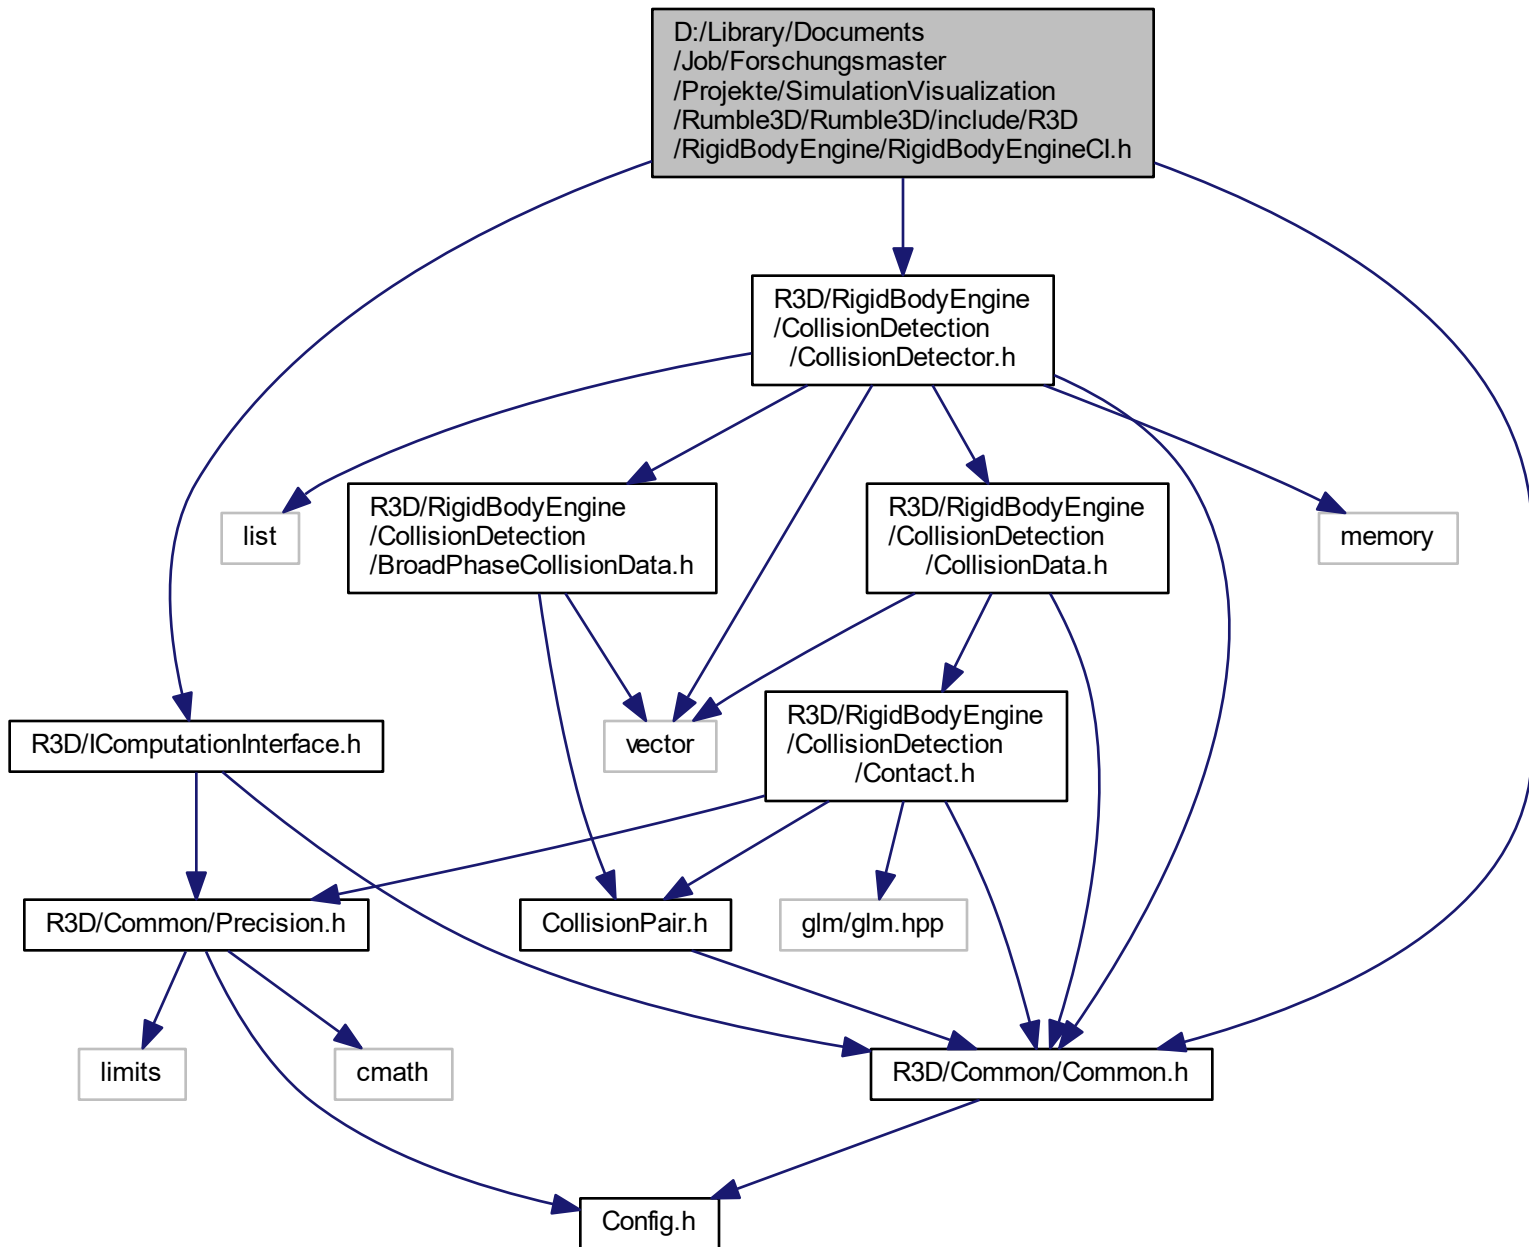 D:/Library/Documents
/Job/Forschungsmaster
/Projekte/SimulationVisualization
/Rumble3D/Rumble3D/include/R3D
/RigidBodyEngine/RigidBodyEngineCI.h
R3D/RigidBodyEngine
/CollisionDetection
/CollisionDetector.h
list
R3D/RigidBodyEngine
/CollisionDetection
/BroadPhaseCollisionData.h
R3D/RigidBodyEngine
/CollisionDetection
/CollisionData.h
memory
R3D/IComputationInterface.h
vector
R3D/RigidBodyEngine
/CollisionDetection
/Contact.h
R3D/Common/Precision.h
CollisionPair.h
glm/glm.hpp
limits
cmath
R3D/Common/Common.h
Config.h